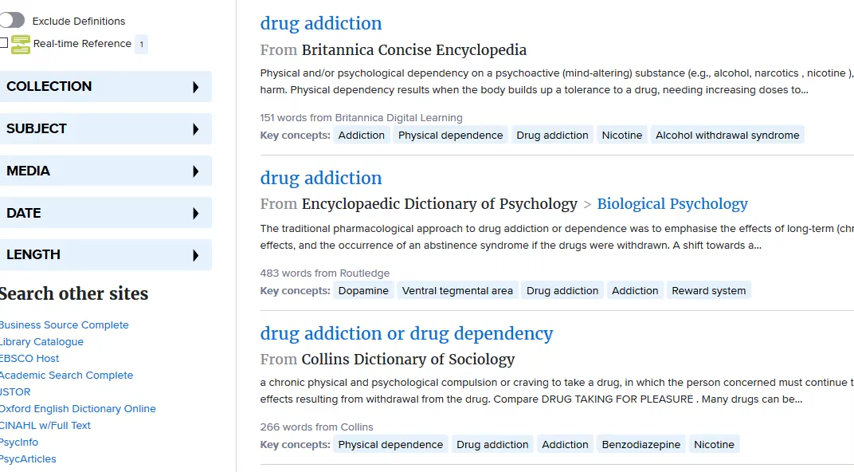 Exclude Definitions
Real-time Reference 1
COLLECTION
SUBJECT
MEDIA
DATE
LENGTH
Search other sites
Business Source Complete
Library Catalogue
EBSCO Host
Academic Search Complete
JSTOR
Oxford English Dictionary Online
CINAHL w/Full Text
PsycInfo
PsycArticles
drug addiction
From Britannica Concise Encyclopedia
Physical and/or psychological dependency on a psychoactive (mind-altering) substance (e.g., alcohol, narcotics , nicotine ),
harm. Physical dependency results when the body builds up a tolerance to a drug, needing increasing doses to...
151 words from Britannica Digital Learning
Key concepts: Addiction Physical dependence Drug addiction Nicotine Alcohol withdrawal syndrome
drug addiction
From Encyclopaedic Dictionary of Psychology > Biological Psychology
The traditional pharmacological approach to drug addiction or dependence was to emphasise the effects of long-term (chr
effects, and the occurrence of an abstinence syndrome if the drugs were withdrawn. A shift towards a...
483 words from Routledge
Key concepts: Dopamine Ventral tegmental area Drug addiction Addiction Reward system
drug addiction or drug dependency
From Collins Dictionary of Sociology
a chronic physical and psychological compulsion or craving to take a drug, in which the person concerned must continue t
effects resulting from withdrawal from the drug. Compare DRUG TAKING FOR PLEASURE . Many drugs can be...
266 words from Collins
Key concepts: Physical dependence Drug addiction Addiction Benzodiazepine Nicotine